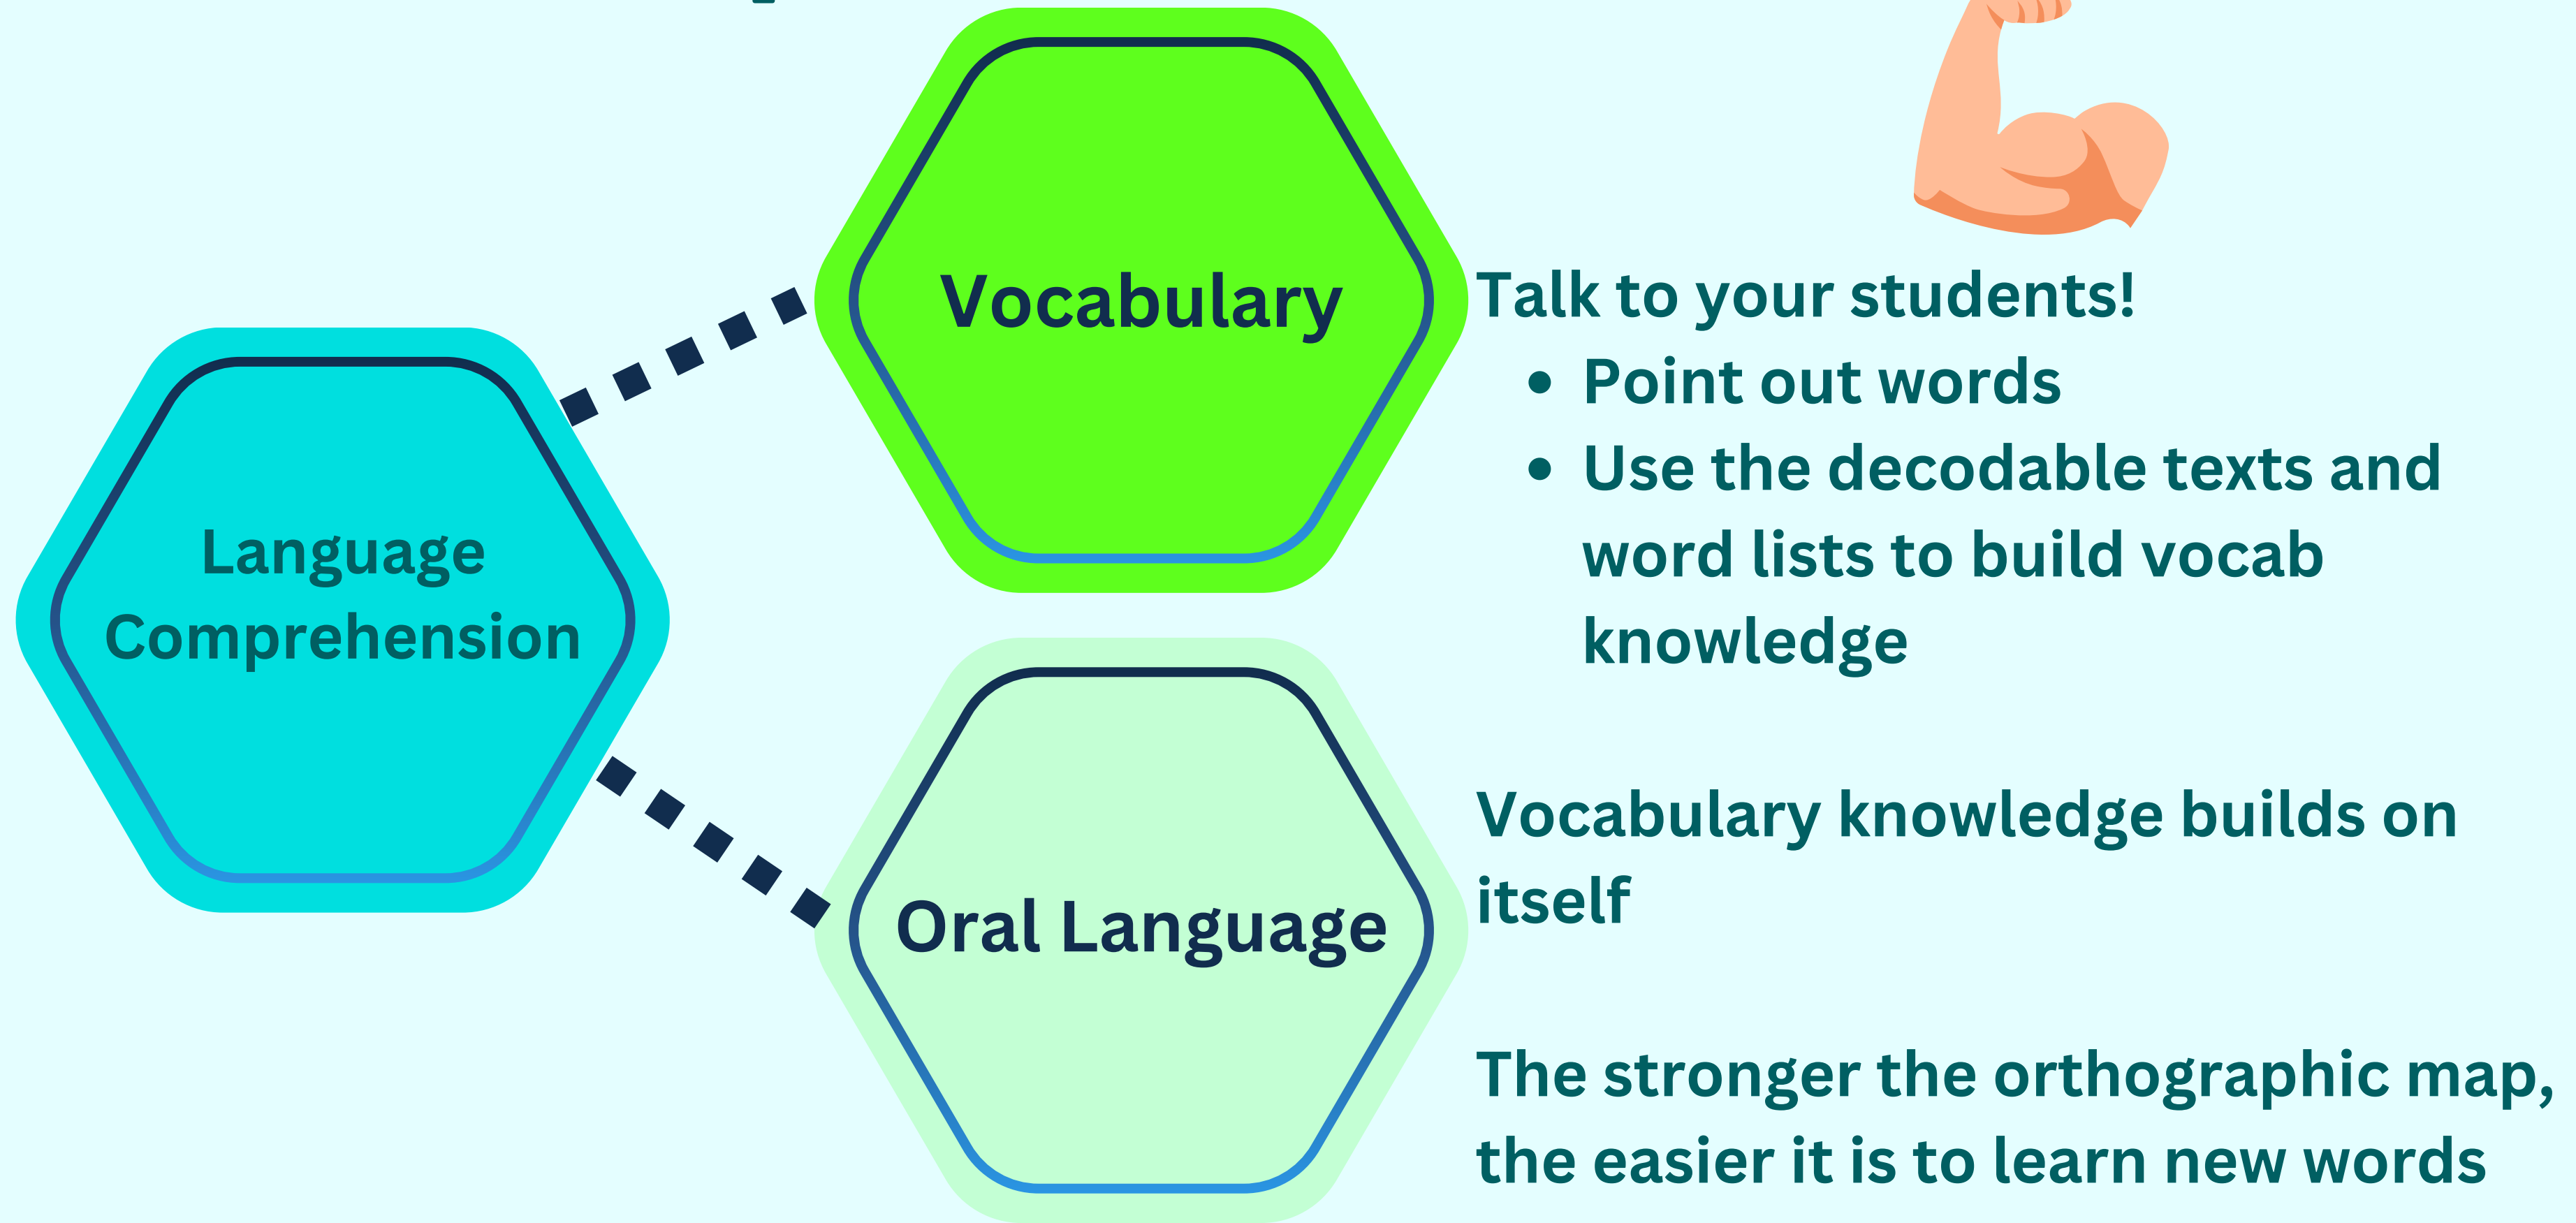 Vocabulary
Language
Comprehension
Oral Language
Talk to your students!
• Point out words
• Use the decodable texts and
word lists to build vocab
knowledge
Vocabulary knowledge builds on
itself
The stronger the orthographic map,
the easier it is to learn new words